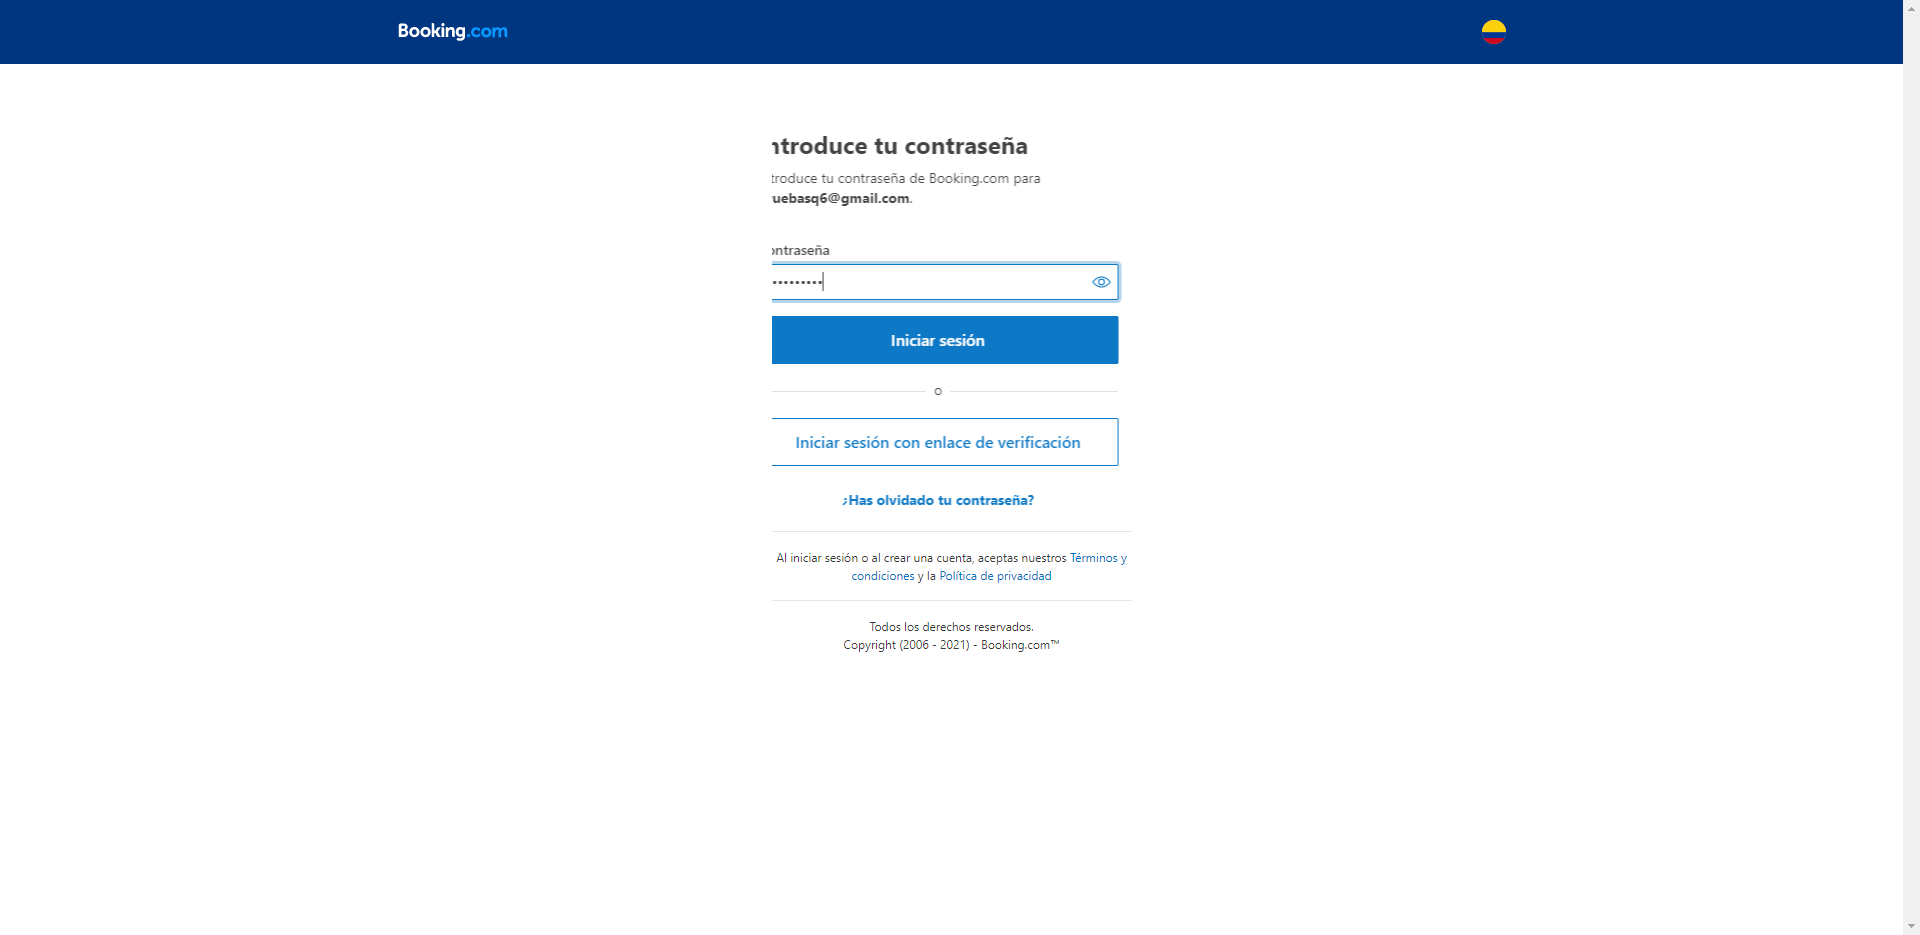 Booking.com
ntroduce tu contraseña
troduce tu contraseña de Booking.com para
uebasq6@gmail.com.
ontraseña
Iniciar sesión
o
Iniciar sesión con enlace de verificación
¿Has olvidado tu contraseña?
Al iniciar sesión o al crear una cuenta, aceptas nuestros Términos y
condiciones y la Política de privacidad
Todos los derechos reservados.
Copyright (2006 - 2021) - Booking.com™